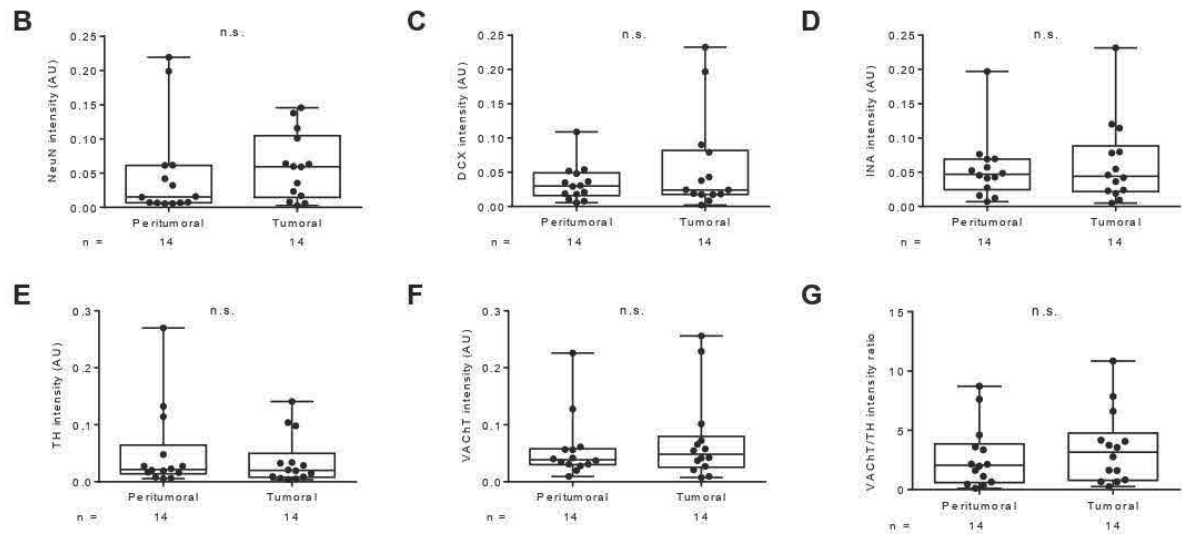 B
n.s.
NeuN intensity (AU)
0.25
0.20
0.15
0.10
0.05
0.00
Peritumoral Tumoral
n = 14 14
C
n.s.
DCX intensity (AU)
0.25
0.20
0.15
0.10
0.05
0.00
Peritumoral Tumoral
n = 14 14
D
n.s.
INA intensity (AU)
0.25
0.20
0.15
0.10
0.05
0.00
Peritumoral Tumoral
n = 14 14
E
n.s.
TH intensity (AU)
0.3
0.2
0.1
0.0
Peritumoral Tumoral
n = 14 14
F
n.s.
VAChT intensity (AU)
0.3
0.2
0.1
0.0
Peritumoral Tumoral
n = 14 14
G
n.s.
VAChT/TH intensity ratio
15
10
5
0
Peritumoral Tumoral
n = 14 14